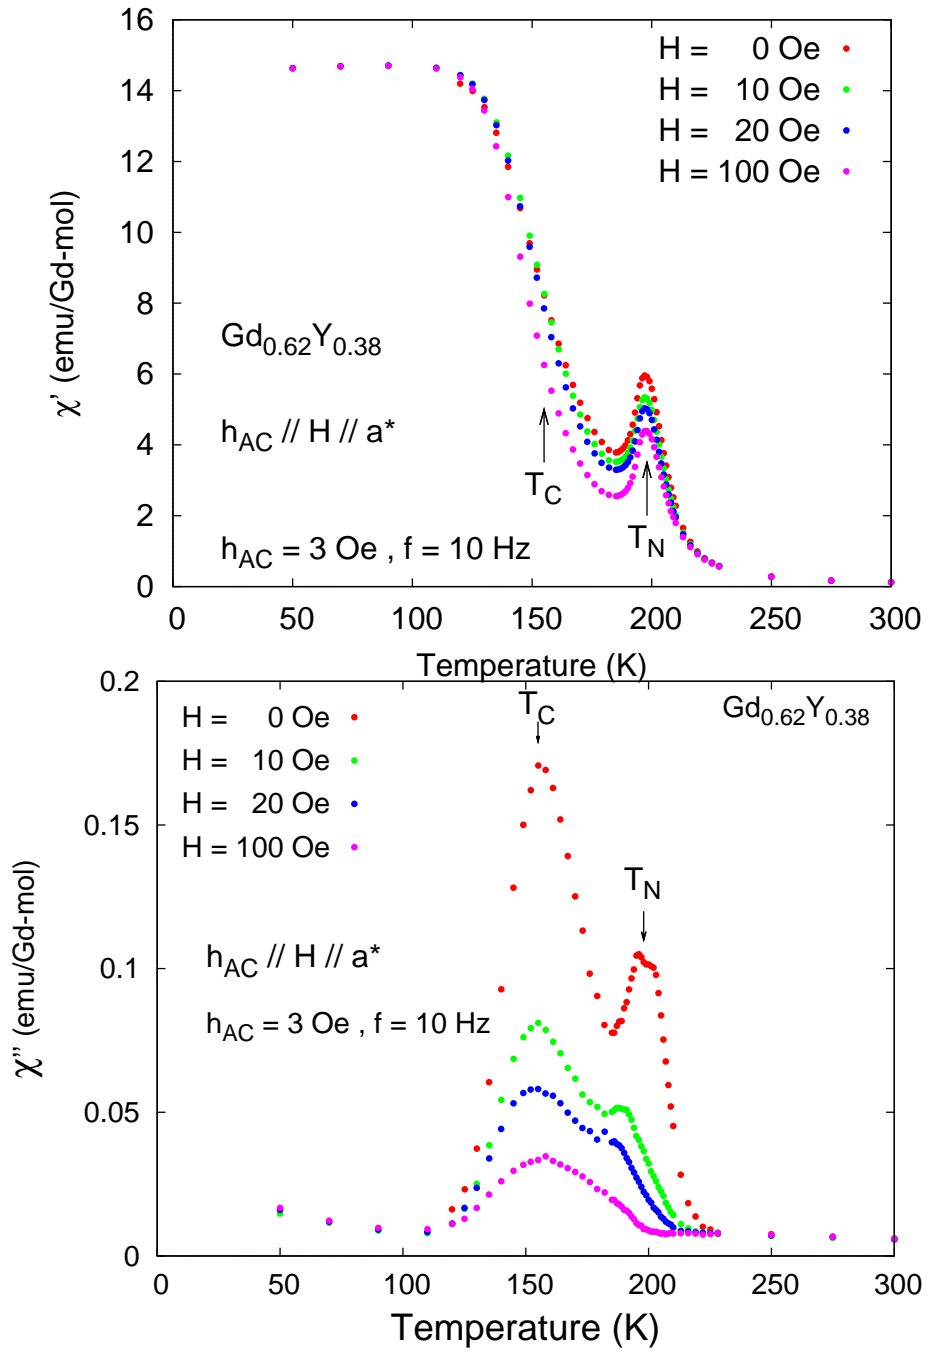 16
14
12
10
8
6
4
2
0
χ' (emu/Gd-mol)
H = 0 Oe
H = 10 Oe
H = 20 Oe
H = 100 Oe
Gd0.62Y0.38
hAC // H // a*
TC
TN
hAC = 3 Oe , f = 10 Hz
0 50 100 150 200 250 300
Temperature (K)
0.2
0.15
0.1
0.05
0
χ'' (emu/Gd-mol)
TC
Gd0.62Y0.38
H = 0 Oe
H = 10 Oe
H = 20 Oe
H = 100 Oe
TN
hAC // H // a*
hAC = 3 Oe , f = 10 Hz
0 50 100 150 200 250 300
Temperature (K)